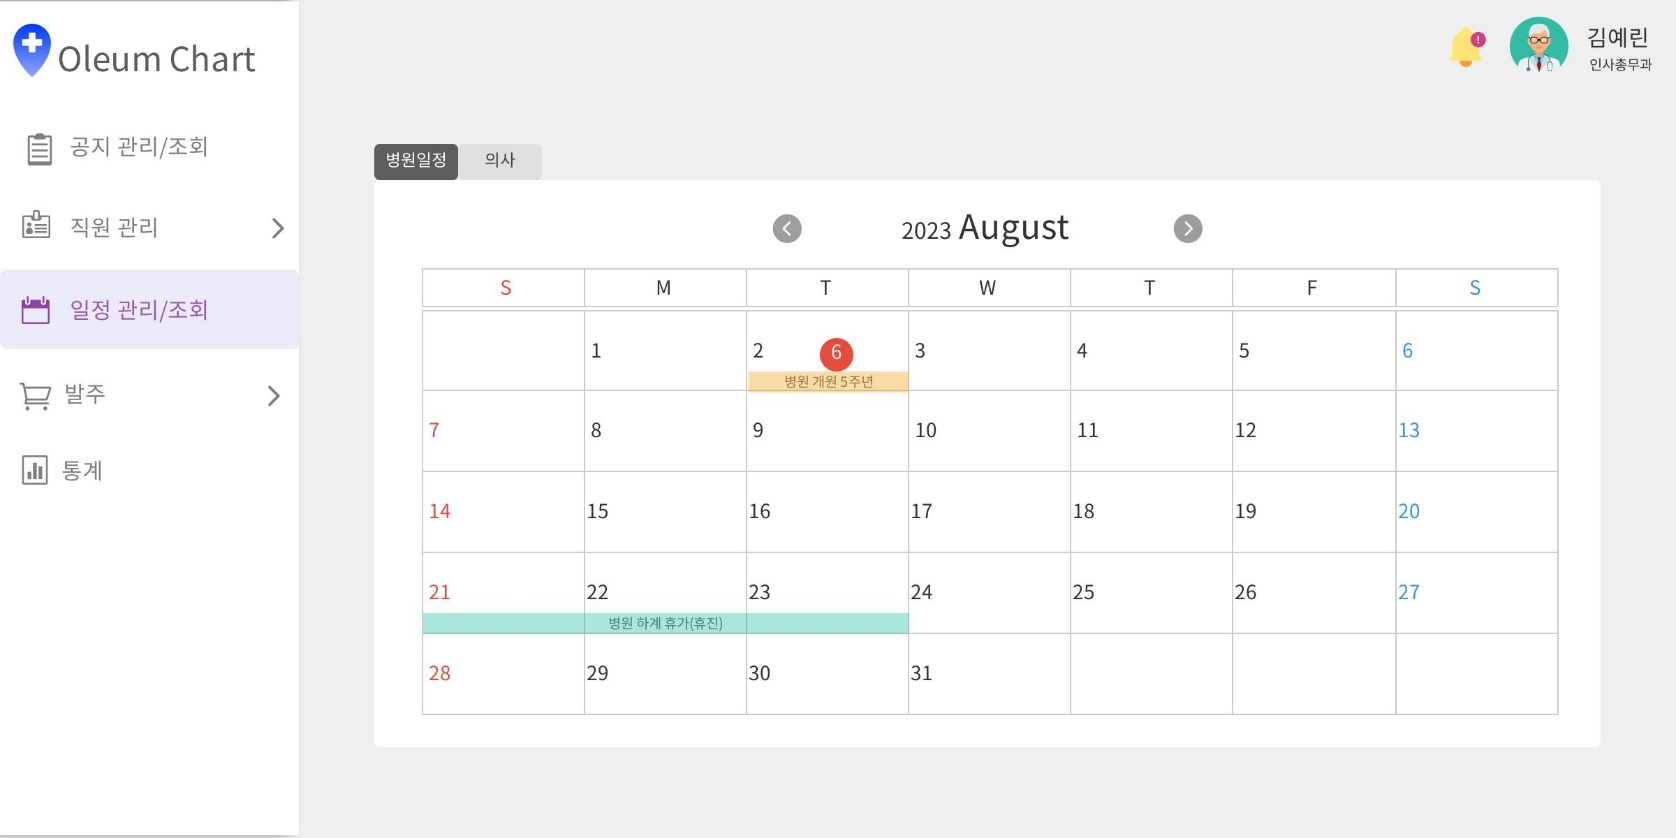 Oleum Chart
김예린
인사총무과
공지 관리/조회
직원 관리
일정 관리/조회
발주
통계
병원일정 의사
2023 August
S M T W T F S
1 2 6 3 4 5 6
병원 개원 5주년
7 8 9 10 11 12 13
14 15 16 17 18 19 20
21 22 23 24 25 26 27
병원 하계 휴가(휴진)
28 29 30 31